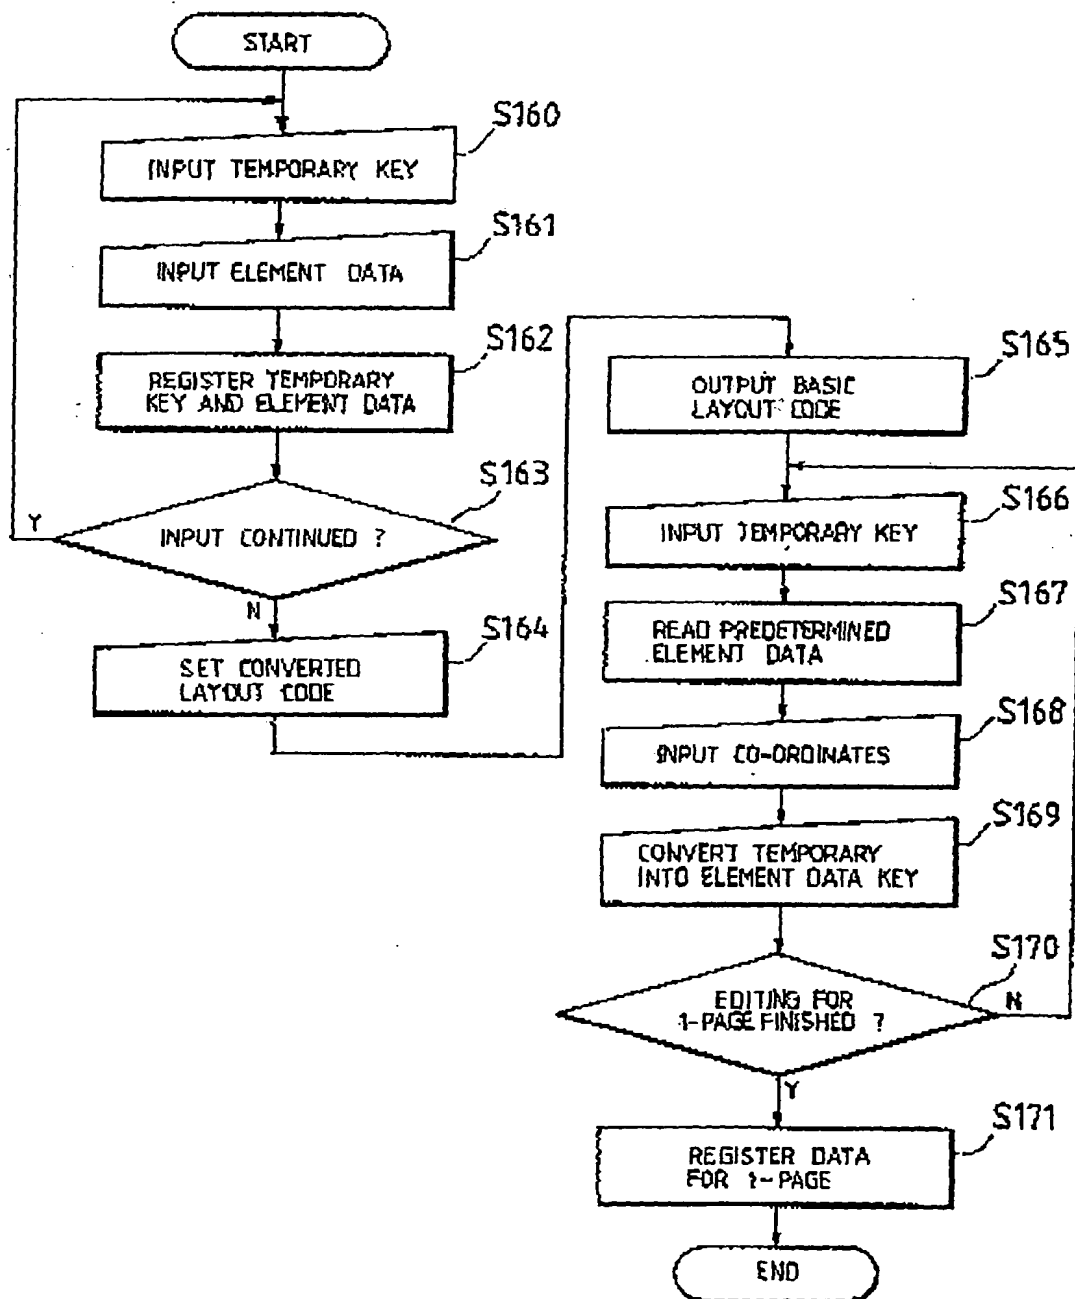 START
S160
INPUT TEMPORARY KEY
S161
INPUT ELEMENT DATA
S162
REGISTER TEMPORARY
KEY AND ELEMENT DATA
S163
Y
INPUT CONTINUED ?
N
S164
SET CONVERTED
LAYOUT CODE
S165
OUTPUT BASIC
LAYOUT CODE
S166
INPUT TEMPORARY KEY
S167
READ PREDETERMINED
ELEMENT DATA
S168
INPUT CO-ORDINATES
S169
CONVERT TEMPORARY
INTO ELEMENT DATA KEY
S170
EDITING FOR
1-PAGE FINISHED ?
N
Y
S171
REGISTER DATA
FOR 1-PAGE
END